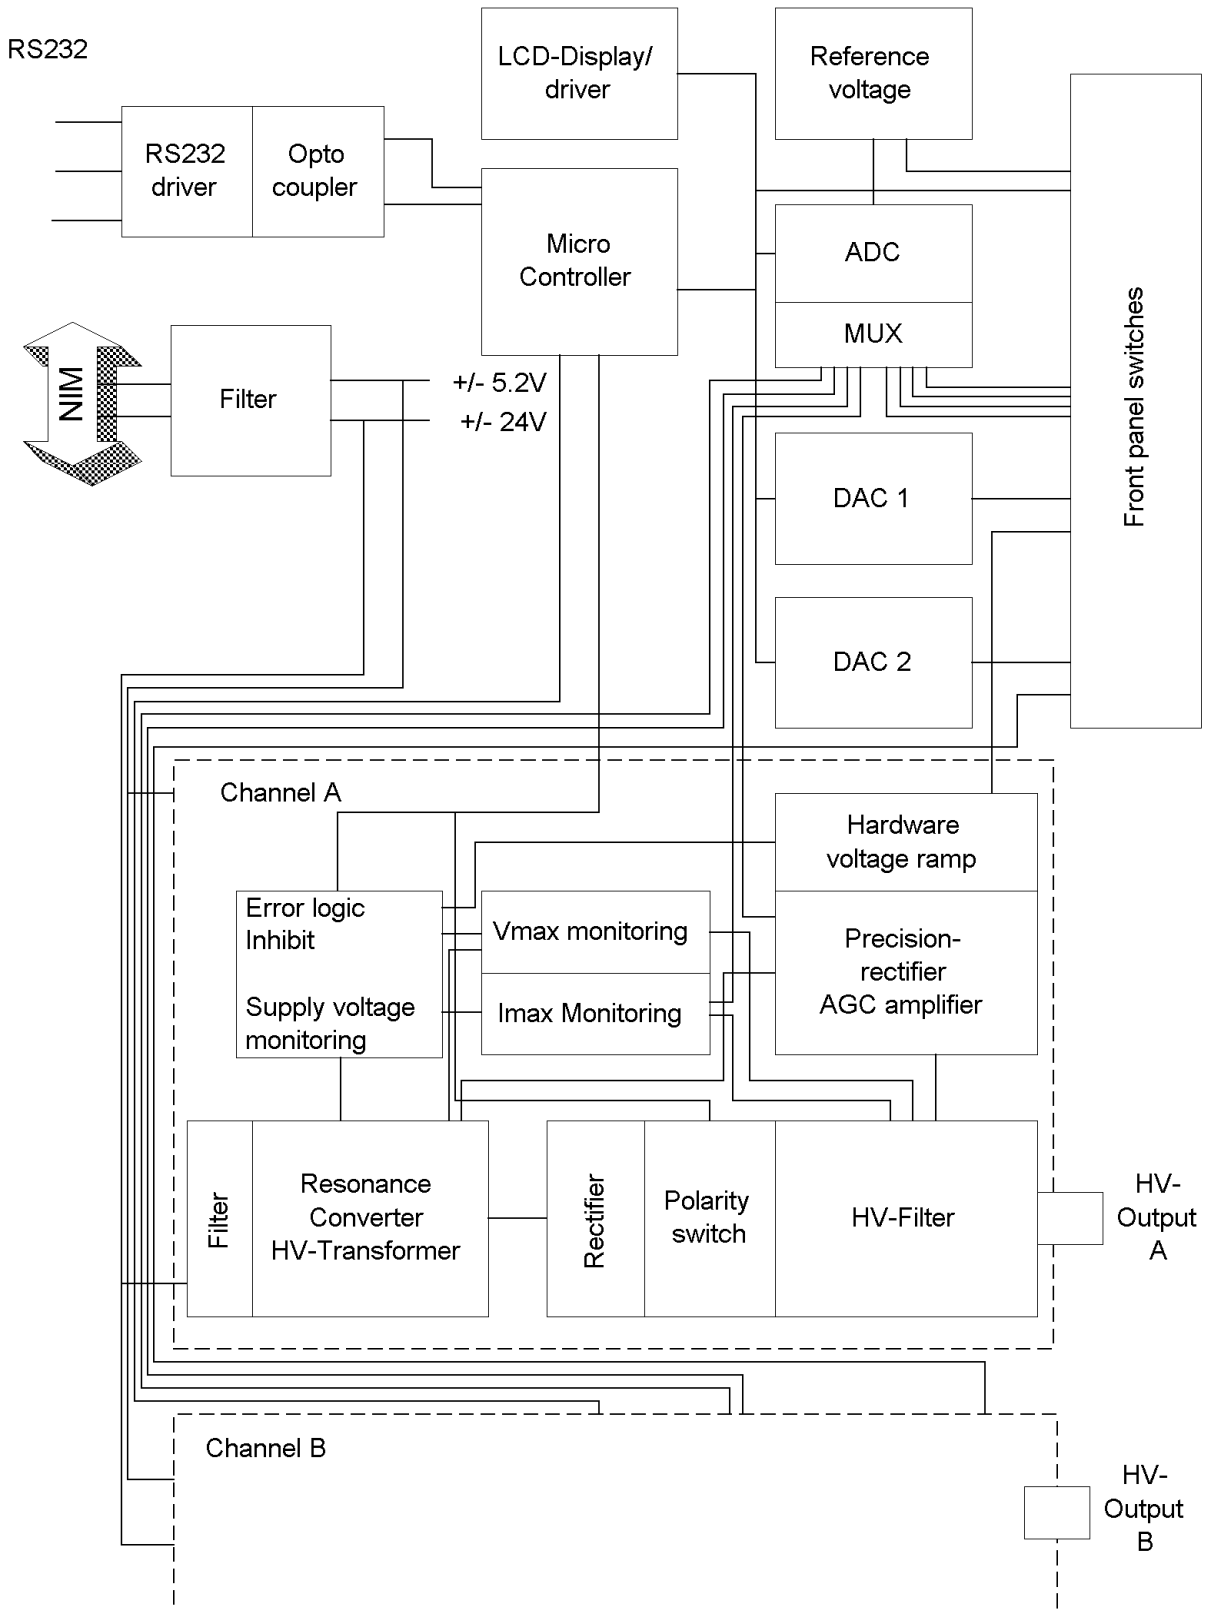 RS232
LCD-Display/
driver
Reference
voltage
RS232
driver
Opto
coupler
Micro
Controller
ADC
MUX
Front panel switches
NIM
Filter
+/- 5.2V
+/- 24V
DAC 1
DAC 2
Channel A
Hardware
voltage ramp
Error logic
Inhibit
Supply voltage
monitoring
Vmax monitoring
Imax Monitoring
Precision-
rectifier
AGC amplifier
Filter
Resonance
Converter
HV-Transformer
Rectifier
Polarity
switch
HV-Filter
HV-
Output
A
Channel B
HV-
Output
B